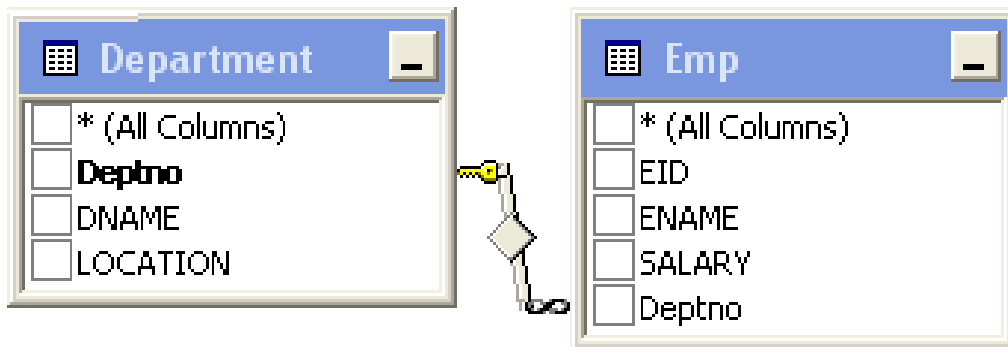 Department
* (All Columns)
Deptno
DNAME
LOCATION
Emp
* (All Columns)
EID
ENAME
SALARY
Deptno